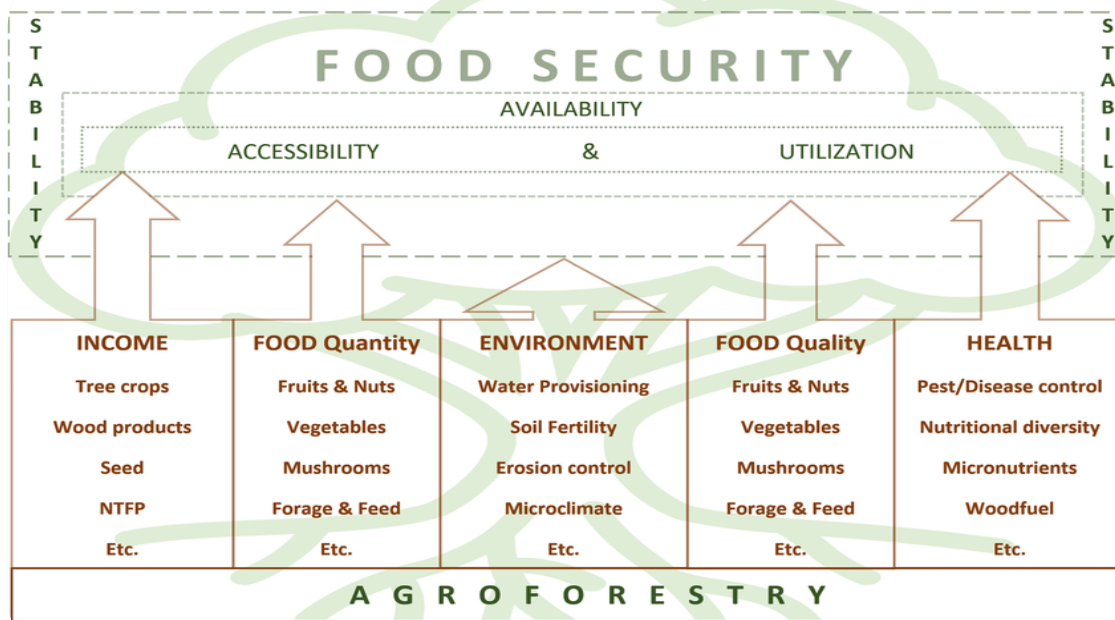 STABILITY
FOOD SECURITY
STABILITY
AVAILABILITY
ACCESSIBILITY & UTILIZATION
INCOME
Tree crops
Wood products
Seed
NTFP
Etc.
FOOD Quantity
Fruits & Nuts
Vegetables
Mushrooms
Forage & Feed
Etc.
ENVIRONMENT
Water Provisioning
Soil Fertility
Erosion control
Microclimate
Etc.
FOOD Quality
Fruits & Nuts
Vegetables
Mushrooms
Forage & Feed
Etc.
HEALTH
Pest/Disease control
Nutritional diversity
Micronutrients
Woodfuel
Etc.
AGROFORESTRY